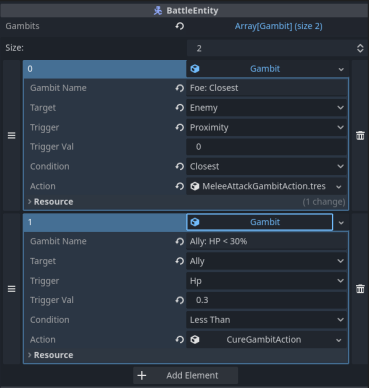 BattleEntity
Gambits Array[Gambit] (size 2)
Size: 2
0 Gambit
Gambit Name Foe: Closest
Target Enemy
Trigger Proximity
Trigger Val 0
Condition Closest
Action MeleeAttackGambitAction.tres
Resource (1 change)
1 Gambit
Gambit Name Ally: HP < 30%
Target Ally
Trigger Hp
Trigger Val 0.3
Condition Less Than
Action CureGambitAction
Resource
Add Element